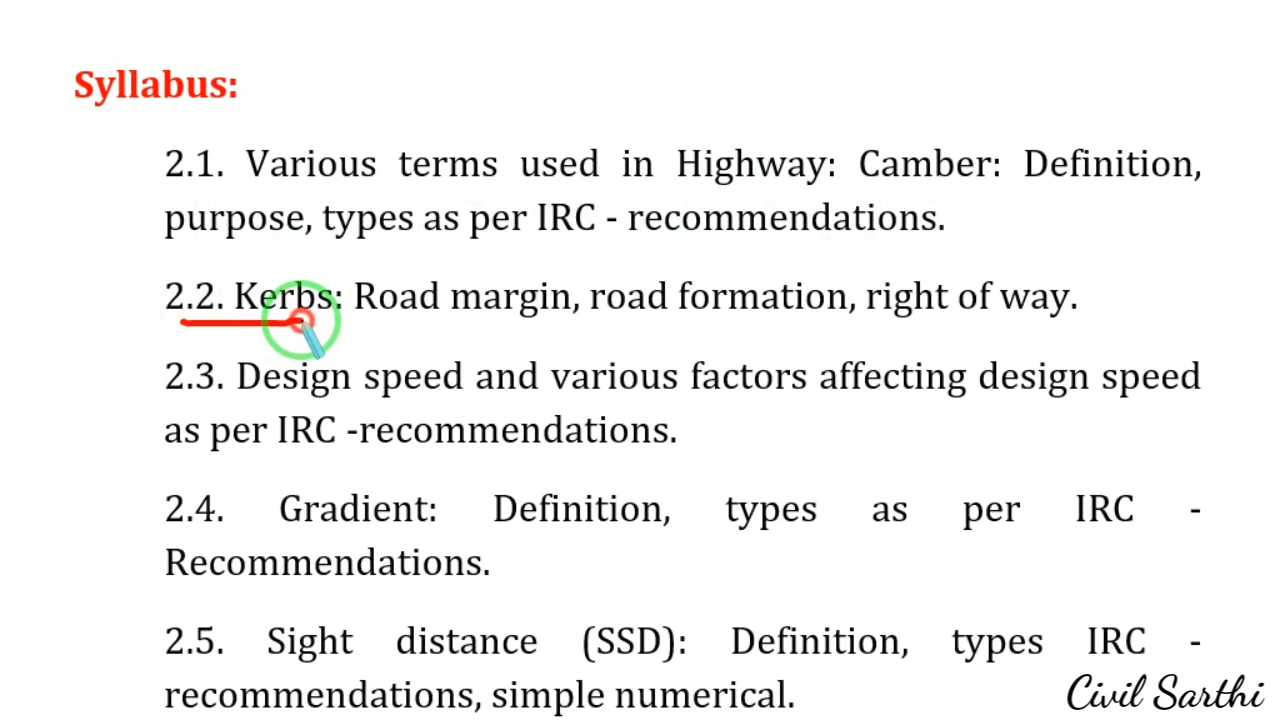 Syllabus:
2.1. Various terms used in Highway: Camber: Definition,
purpose, types as per IRC - recommendations.
2.2. Kerbs: Road margin, road formation, right of way.
2.3. Design speed and various factors affecting design speed
as per IRC -recommendations.
2.4. Gradient: Definition, types as per IRC -
Recommendations.
2.5. Sight distance (SSD): Definition, types IRC -
recommendations, simple numerical.
Civil Sarthi